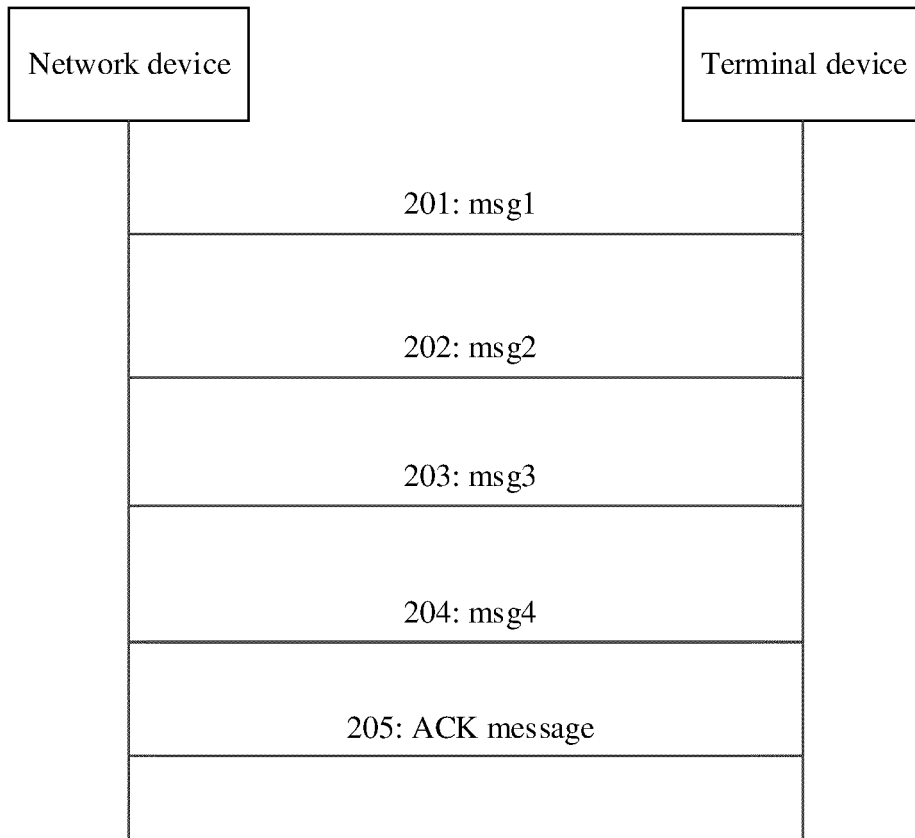 Network device
Terminal device
201: msg1
202: msg2
203: msg3
204: msg4
205: ACK message